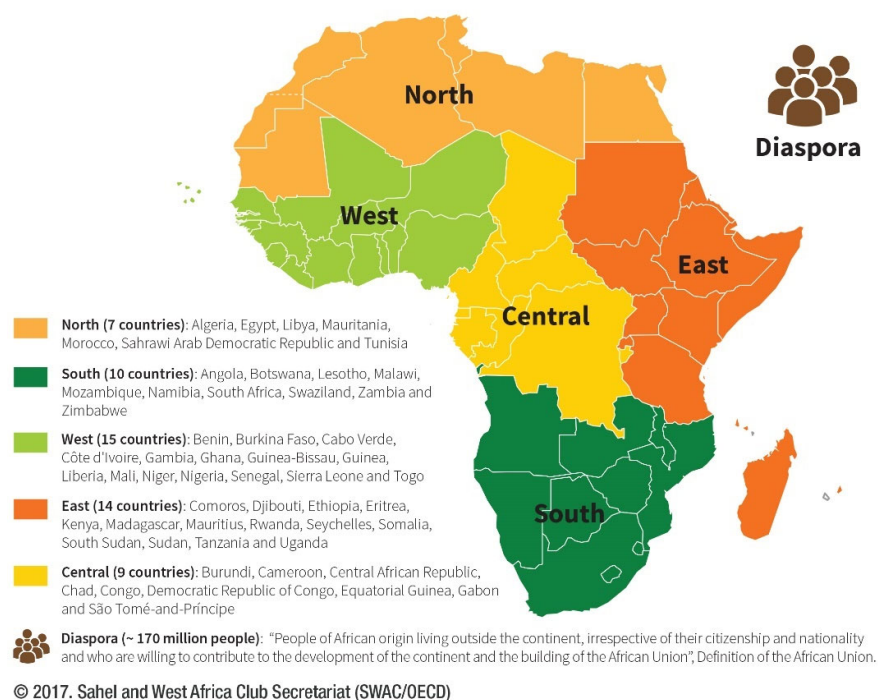 North
Diaspora
West
East
Central
South
North (7 countries): Algeria, Egypt, Libya, Mauritania,
Morocco, Sahrawi Arab Democratic Republic and Tunisia
South (10 countries): Angola, Botswana, Lesotho, Malawi,
Mozambique, Namibia, South Africa, Swaziland, Zambia and
Zimbabwe
West (15 countries): Benin, Burkina Faso, Cabo Verde,
Côte d'Ivoire, Gambia, Ghana, Guinea-Bissau, Guinea,
Liberia, Mali, Niger, Nigeria, Senegal, Sierra Leone and Togo
East (14 countries): Comoros, Djibouti, Ethiopia, Eritrea,
Kenya, Madagascar, Mauritius, Rwanda, Seychelles, Somalia,
South Sudan, Sudan, Tanzania and Uganda
Central (9 countries): Burundi, Cameroon, Central African Republic,
Chad, Congo, Democratic Republic of Congo, Equatorial Guinea, Gabon
and São Tomé-and-Príncipe
Diaspora (~ 170 million people): “People of African origin living outside the continent, irrespective of their citizenship and nationality
and who are willing to contribute to the development of the continent and the building of the African Union”, Definition of the African Union.
© 2017. Sahel and West Africa Club Secretariat (SWAC/OECD)